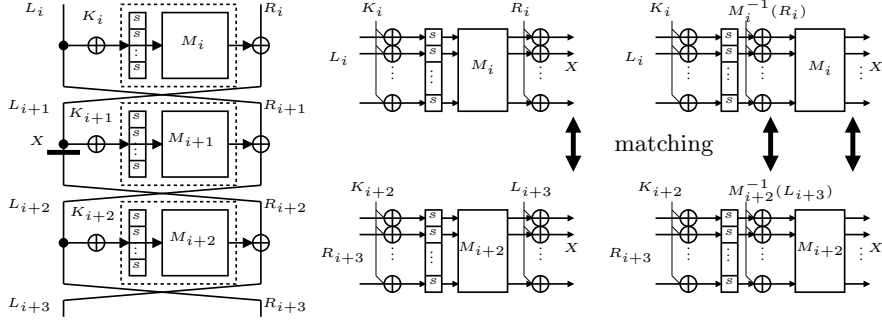 L_i K_i s s s M_i R_i
L_{i+1} K_{i+1} s s s M_{i+1} R_{i+1}
X
L_{i+2} K_{i+2} s s s M_{i+2} R_{i+2}
L_{i+3} R_{i+3}
K_i R_i
L_i s s s M_i X
K_{i+2} L_{i+3}
R_{i+3} s s s M_{i+2} X
K_i M_i^{-1}(R_i)
L_i s s s M_i X
matching
K_{i+2} M_{i+2}^{-1}(L_{i+3})
R_{i+3} s s s M_{i+2} X